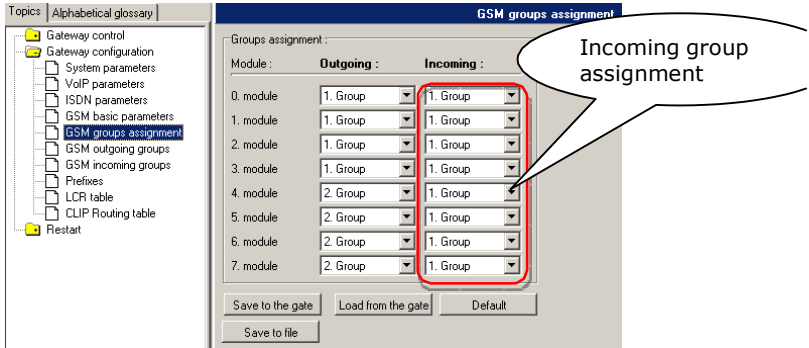 Topics
Alphabetical glossary
Gateway control
Gateway configuration
System parameters
VoIP parameters
ISDN parameters
GSM basic parameters
GSM groups assignment
GSM outgoing groups
GSM incoming groups
Prefixes
LCR table
CLIP Routing table
Restart
GSM groups assignment
Groups assignment :
Module : Outgoing : Incoming :
0. module 1. Group 1. Group
1. module 1. Group 1. Group
2. module 1. Group 1. Group
3. module 1. Group 1. Group
4. module 2. Group 1. Group
5. module 2. Group 1. Group
6. module 2. Group 1. Group
7. module 2. Group 1. Group
Save to the gate Load from the gate Default
Save to file
Incoming group
assignment